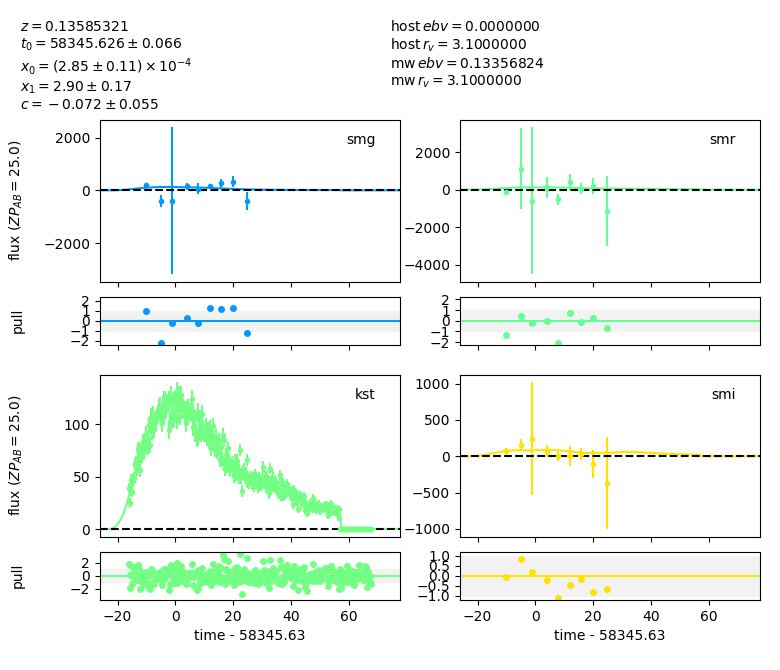 z = 0.13585321
t₀ = 58345.626 ± 0.066
x₀ = (2.85 ± 0.11) × 10⁻⁴
x₁ = 2.90 ± 0.17
c = −0.072 ± 0.055
host ebv = 0.0000000
host r_v = 3.1000000
mw ebv = 0.13356824
mw r_v = 3.1000000
smg
flux (ZP_AB = 25.0)
2000
0
−2000
smr
2000
0
−2000
−4000
pull
2
1
0
−1
−2
2
1
0
−1
−2
kst
flux (ZP_AB = 25.0)
100
50
0
smi
1000
500
0
−500
−1000
pull
2
0
−2
1.0
0.5
0.0
−0.5
−1.0
−20 0 20 40 60
−20 0 20 40 60
time - 58345.63
time - 58345.63